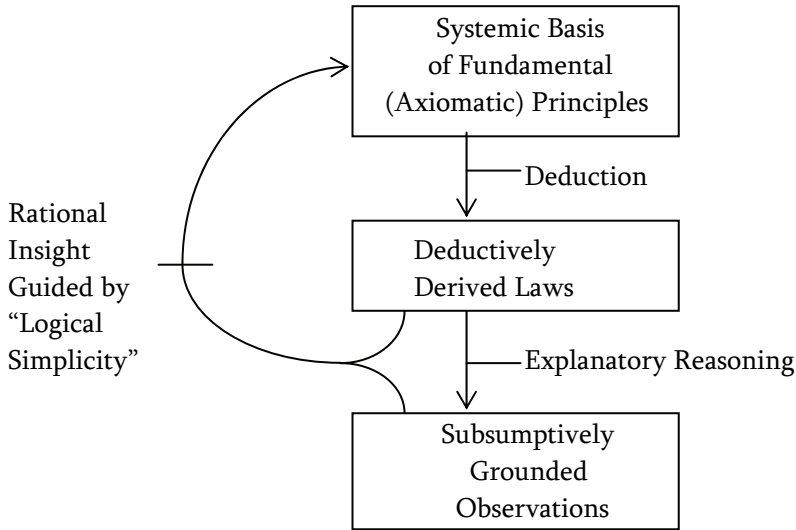 Systemic Basis
of Fundamental
(Axiomatic) Principles
Deduction
Rational
Insight
Guided by
“Logical
Simplicity”
Deductively
Derived Laws
Explanatory Reasoning
Subsumptively
Grounded
Observations